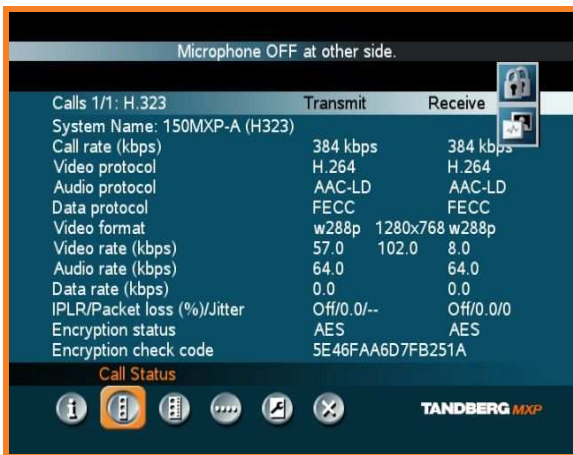 Microphone OFF at other side.
Calls 1/1: H.323 Transmit Receive
System Name: 150MXP-A (H323)
Call rate (kbps) 384 kbps 384 kbps
Video protocol H.264 H.264
Audio protocol AAC-LD AAC-LD
Data protocol FECC FECC
Video format w288p 1280x768 w288p
Video rate (kbps) 57.0 102.0 8.0
Audio rate (kbps) 64.0 64.0
Data rate (kbps) 0.0 0.0
IPLR/Packet loss (%)/Jitter Off/0.0/-- Off/0.0/0
Encryption status AES AES
Encryption check code 5E46FAA6D7FB251A
Call Status
TANDBERG MXP